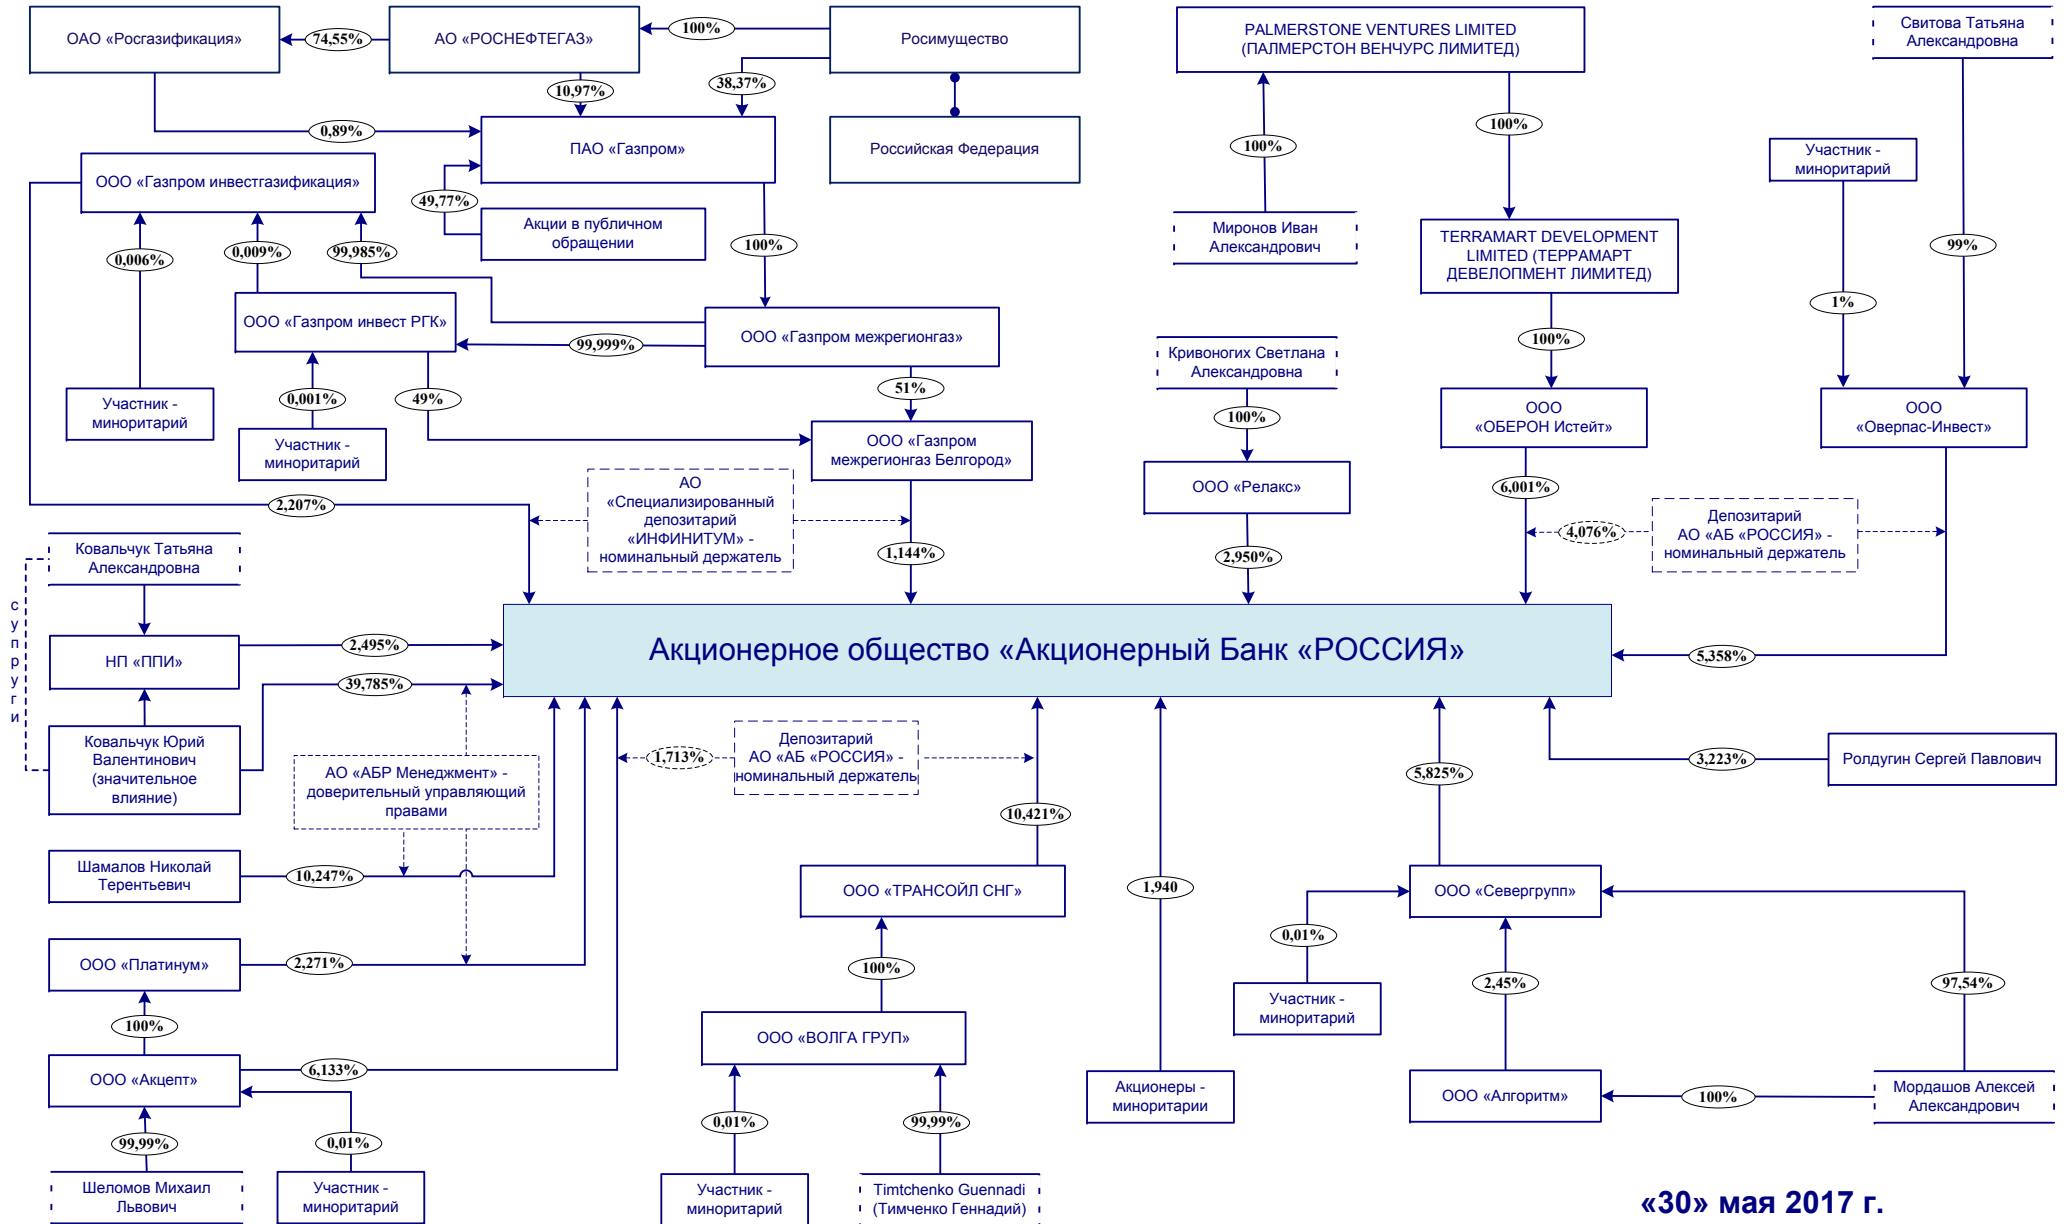 ОАО «Росгазификация»
74,55%
АО «РОСНЕФТЕГАЗ»
100%
Росимущество
PALMERSTONE VENTURES LIMITED
(ПАЛМЕРСТОН ВЕНЧУРС ЛИМИТЕД)
Свитова Татьяна
Александровна
10,97%
38,37%
0,89%
ПАО «Газпром»
Российская Федерация
100%
100%
Участник -
миноритарий
ООО «Газпром инвестгазификация»
49,77%
Акции в публичном
обращении
Миронов Иван
Александрович
TERRAMART DEVELOPMENT
LIMITED (ТЕРРАМАРТ
ДЕВЕЛОПМЕНТ ЛИМИТЕД)
99%
0,006%
0,009%
99,985%
100%
1%
ООО «Газпром инвест РГК»
99,999%
ООО «Газпром межрегионгаз»
100%
Кривоногих Светлана
Александровна
Участник -
миноритарий
0,001%
49%
51%
100%
ООО
«ОБЕРОН Истейт»
ООО
«Оверпас-Инвест»
Участник -
миноритарий
ООО «Газпром
межрегионгаз Белгород»
2,207%
АО
«Специализированный
депозитарий
«ИНФИНИТУМ» -
номинальный держатель
ООО «Релакс»
6,001%
4,076%
Депозитарий
АО «АБ «РОССИЯ» -
номинальный держатель
1,144%
2,950%
Ковальчук Татьяна
Александровна
супруги
НП «ППИ»
2,495%
Акционерное общество «Акционерный Банк «РОССИЯ»
5,358%
39,785%
Ковальчук Юрий
Валентинович
(значительное
влияние)
АО «АБР Менеджмент» -
доверительный управляющий
правами
1,713%
Депозитарий
АО «АБ «РОССИЯ» -
номинальный держатель
5,825%
3,223%
Ролдугин Сергей Павлович
10,421%
Шамалов Николай
Терентьевич
10,247%
ООО «ТРАНСОЙЛ СНГ»
1,940
ООО «Севергрупп»
0,01%
ООО «Платинум»
2,271%
100%
2,45%
97,54%
Участник -
миноритарий
100%
ООО «ВОЛГА ГРУП»
ООО «Акцепт»
6,133%
Акционеры -
миноритарии
ООО «Алгоритм»
100%
Мордашов Алексей
Александрович
99,99%
0,01%
0,01%
99,99%
Шеломов Михаил
Львович
Участник -
миноритарий
Участник -
миноритарий
Timtchenko Guennadi
(Тимченко Геннадий)
«30» мая 2017 г.